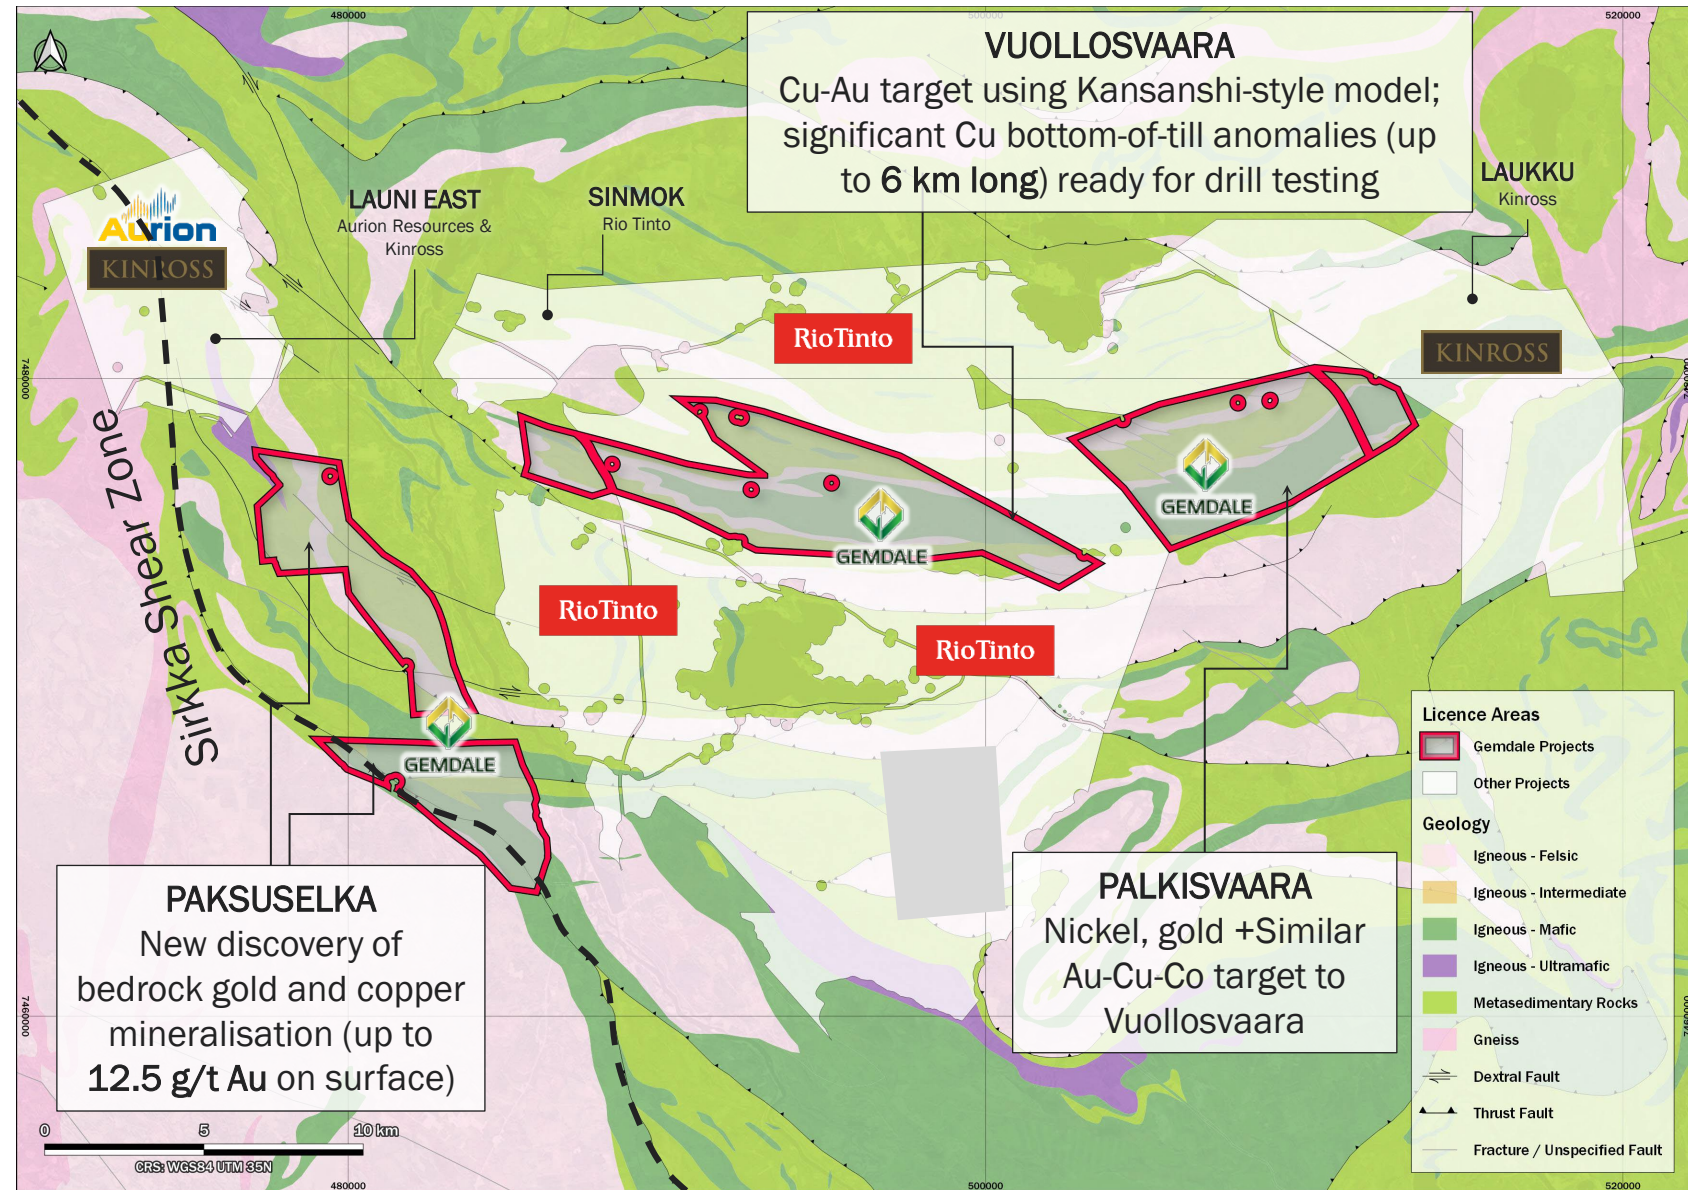 480000
500000
520000
VUOLLOSVAARA
Cu-Au target using Kansanshi-style model;
significant Cu bottom-of-till anomalies (up
to 6 km long) ready for drill testing
LAUNI EAST
Aurion Resources &
Kinross
SINMOK
Rio Tinto
LAUKKU
Kinross
Aurion
KINROSS
RioTinto
KINROSS
7480000
7480000
Sirkka Shear Zone
GEMDALE
GEMDALE
RioTinto
RioTinto
GEMDALE
PAKSUSELKA
New discovery of
bedrock gold and copper
mineralisation (up to
12.5 g/t Au on surface)
PALKISVAARA
Nickel, gold +Similar
Au-Cu-Co target to
Vuollosvaara
Licence Areas
Gemdale Projects
Other Projects
Geology
Igneous - Felsic
Igneous - Intermediate
Igneous - Mafic
Igneous - Ultramafic
Metasedimentary Rocks
Gneiss
Dextral Fault
Thrust Fault
Fracture / Unspecified Fault
7460000
7460000
0 5 10 km
CRS: WGS84 UTM 35N
480000
500000
520000